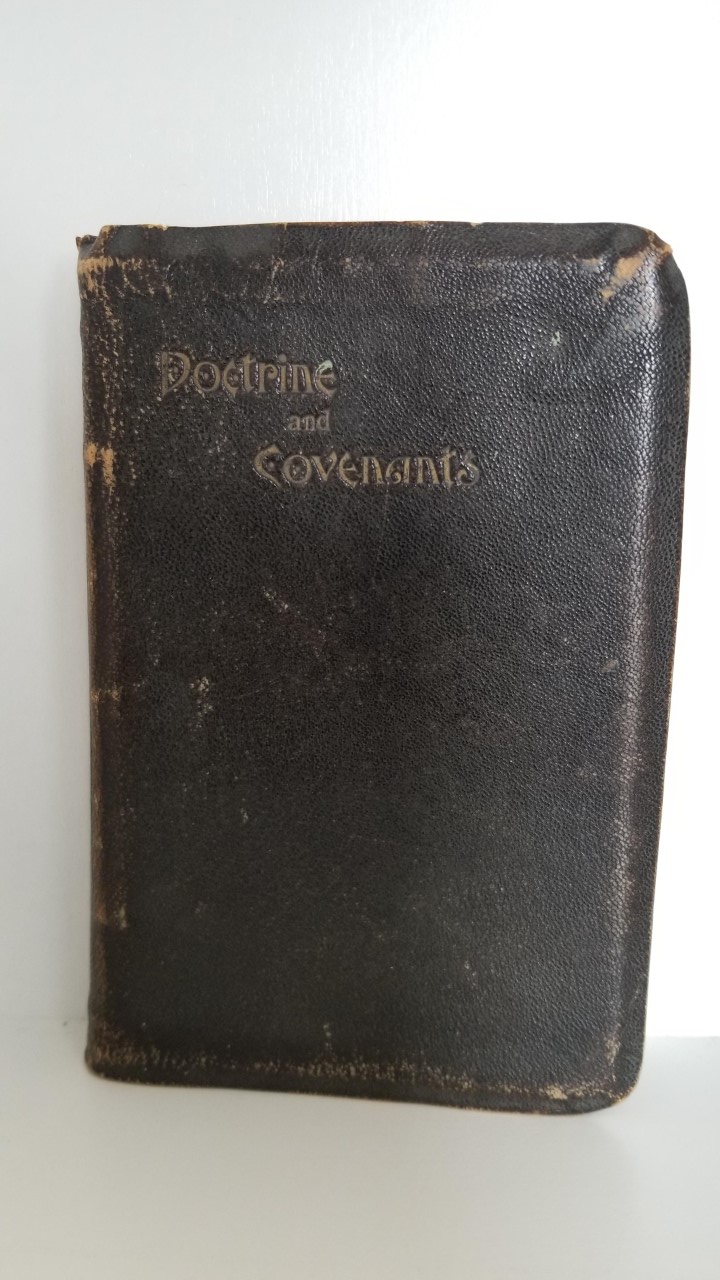 Doctrine
and
Covenants